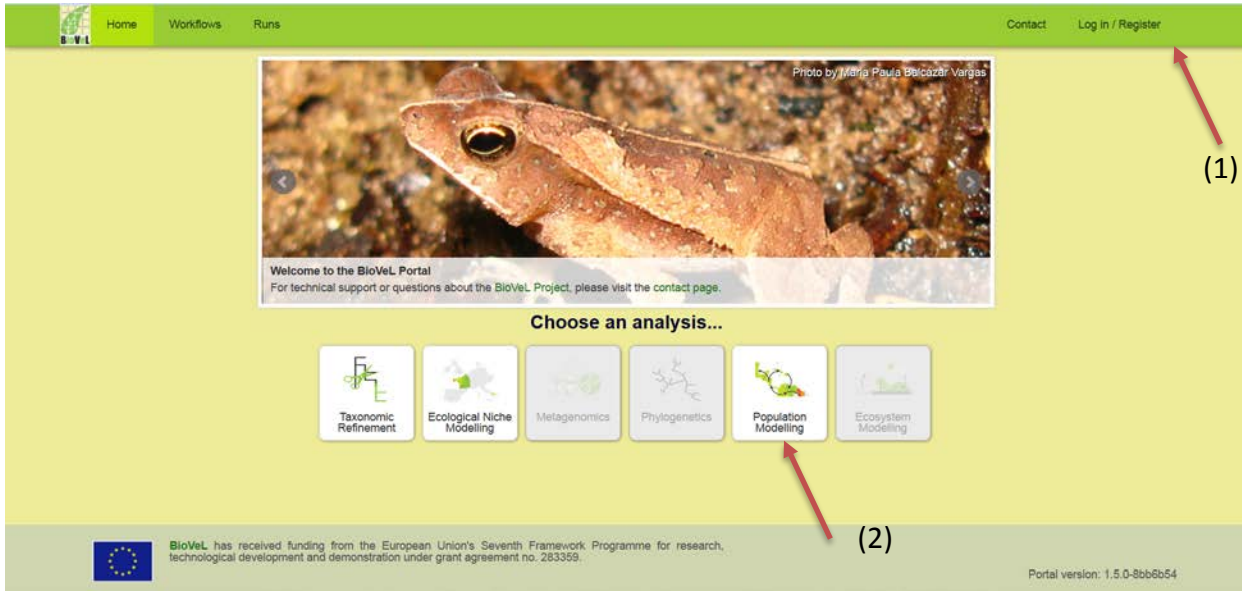 BioVeL
Home
Workflows
Runs
Contact
Log in / Register
Photo by Maria Paula Balcázar Vargas
(1)
Welcome to the BioVeL Portal
For technical support or questions about the BioVeL Project, please visit the contact page.
Choose an analysis...
Taxonomic
Refinement
Ecological Niche
Modelling
Metagenomics
Phylogenetics
Population
Modelling
Ecosystem
Modelling
(2)
BioVeL has received funding from the European Union's Seventh Framework Programme for research,
technological development and demonstration under grant agreement no. 283359.
Portal version: 1.5.0-8bb6b54